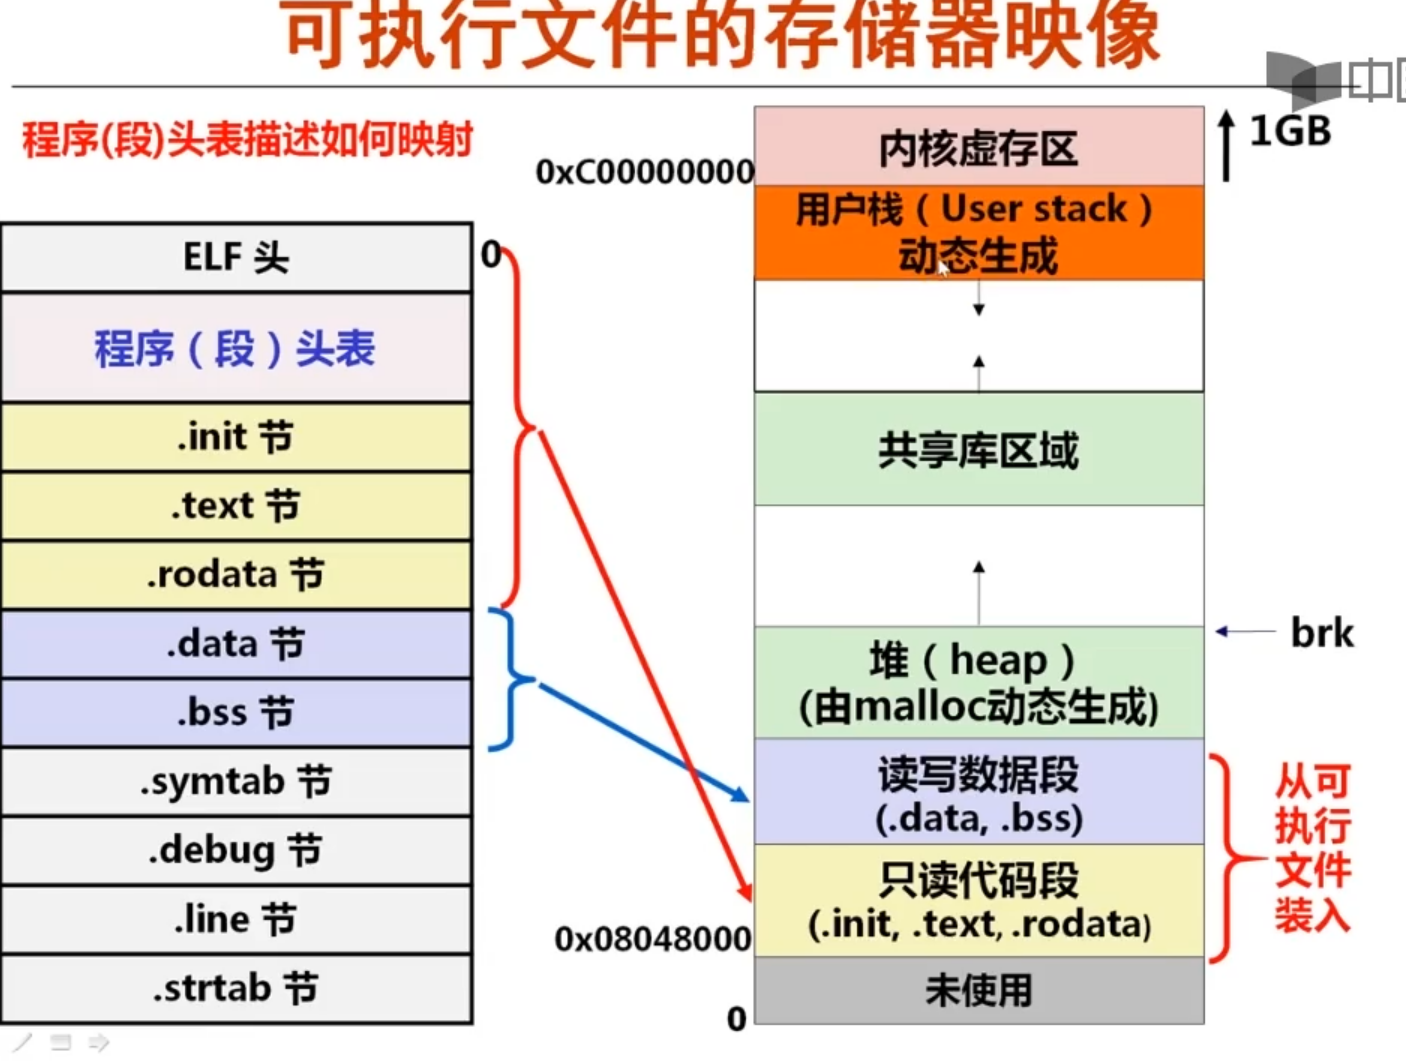 可执行文件的存储器映像
程序(段)头表描述如何映射
ELF 头
程序（段）头表
.init 节
.text 节
.rodata 节
.data 节
.bss 节
.symtab 节
.debug 节
.line 节
.strtab 节
0
0xC00000000
内核虚存区
1GB
用户栈（User stack）
动态生成
共享库区域
堆（heap）
(由malloc动态生成)
brk
读写数据段
(.data, .bss)
只读代码段
(.init, .text, .rodata)
0x08048000
未使用
0
从可
执行
文件
装入
中